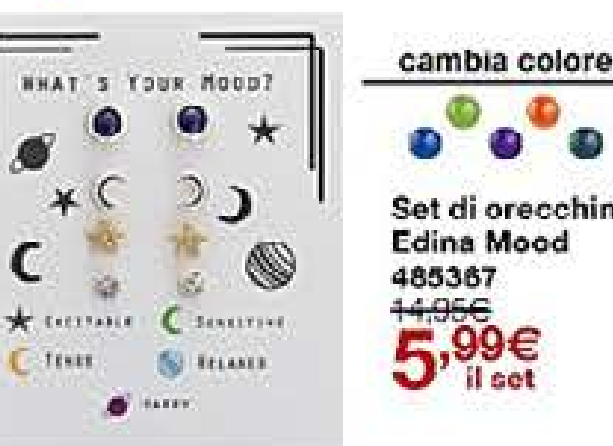 WHAT'S YOUR MOOD?
EXCITABLE
SENSITIVE
TENSE
RELAXED
HAPPY
cambia colore
Set di orecchin
Edina Mood
485367
14,95€
5,99€
il set